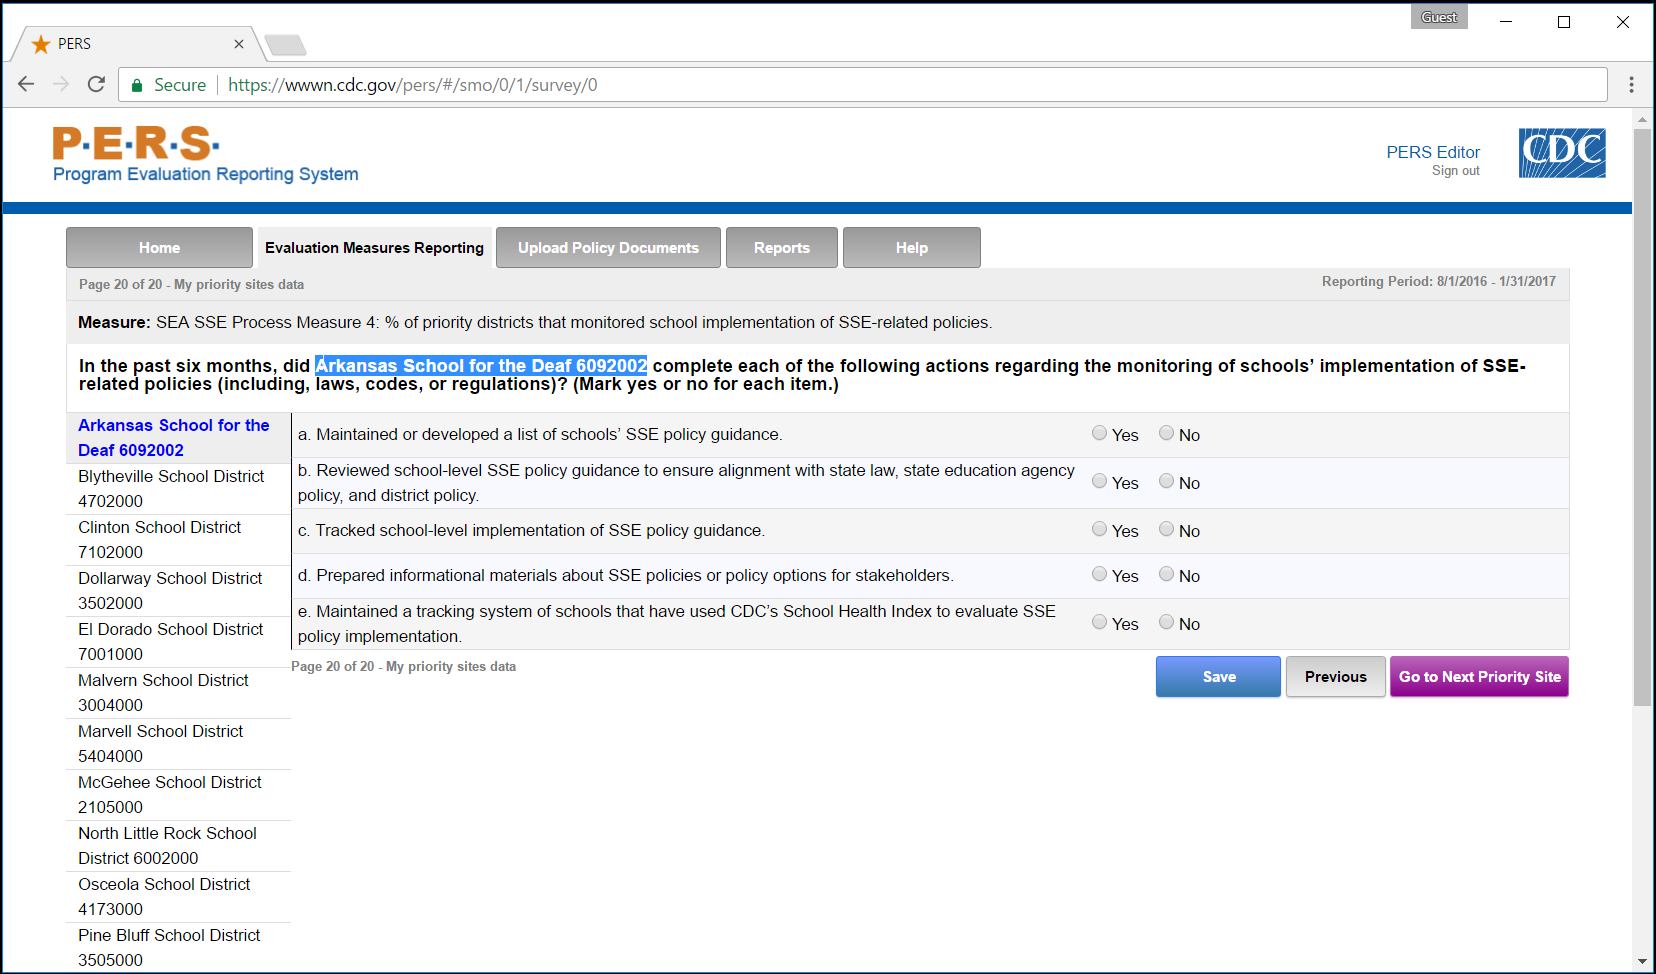 Guest
PERS
Secure
https://wwwn.cdc.gov/pers/#/smo/0/1/survey/0
P·E·R·S·
Program Evaluation Reporting System
PERS Editor
Sign out
CDC
Home
Evaluation Measures Reporting
Upload Policy Documents
Reports
Help
Page 20 of 20 - My priority sites data
Reporting Period: 8/1/2016 - 1/31/2017
Measure: SEA SSE Process Measure 4: % of priority districts that monitored school implementation of SSE-related policies.
In the past six months, did Arkansas School for the Deaf 6092002 complete each of the following actions regarding the monitoring of schools’ implementation of SSE-
related policies (including, laws, codes, or regulations)? (Mark yes or no for each item.)
Arkansas School for the
Deaf 6092002
Blytheville School District
4702000
Clinton School District
7102000
Dollarway School District
3502000
El Dorado School District
7001000
Malvern School District
3004000
Marvell School District
5404000
McGehee School District
2105000
North Little Rock School
District 6002000
Osceola School District
4173000
Pine Bluff School District
3505000
a. Maintained or developed a list of schools’ SSE policy guidance.
Yes
No
b. Reviewed school-level SSE policy guidance to ensure alignment with state law, state education agency
policy, and district policy.
Yes
No
c. Tracked school-level implementation of SSE policy guidance.
Yes
No
d. Prepared informational materials about SSE policies or policy options for stakeholders.
Yes
No
e. Maintained a tracking system of schools that have used CDC’s School Health Index to evaluate SSE
policy implementation.
Yes
No
Page 20 of 20 - My priority sites data
Save
Previous
Go to Next Priority Site